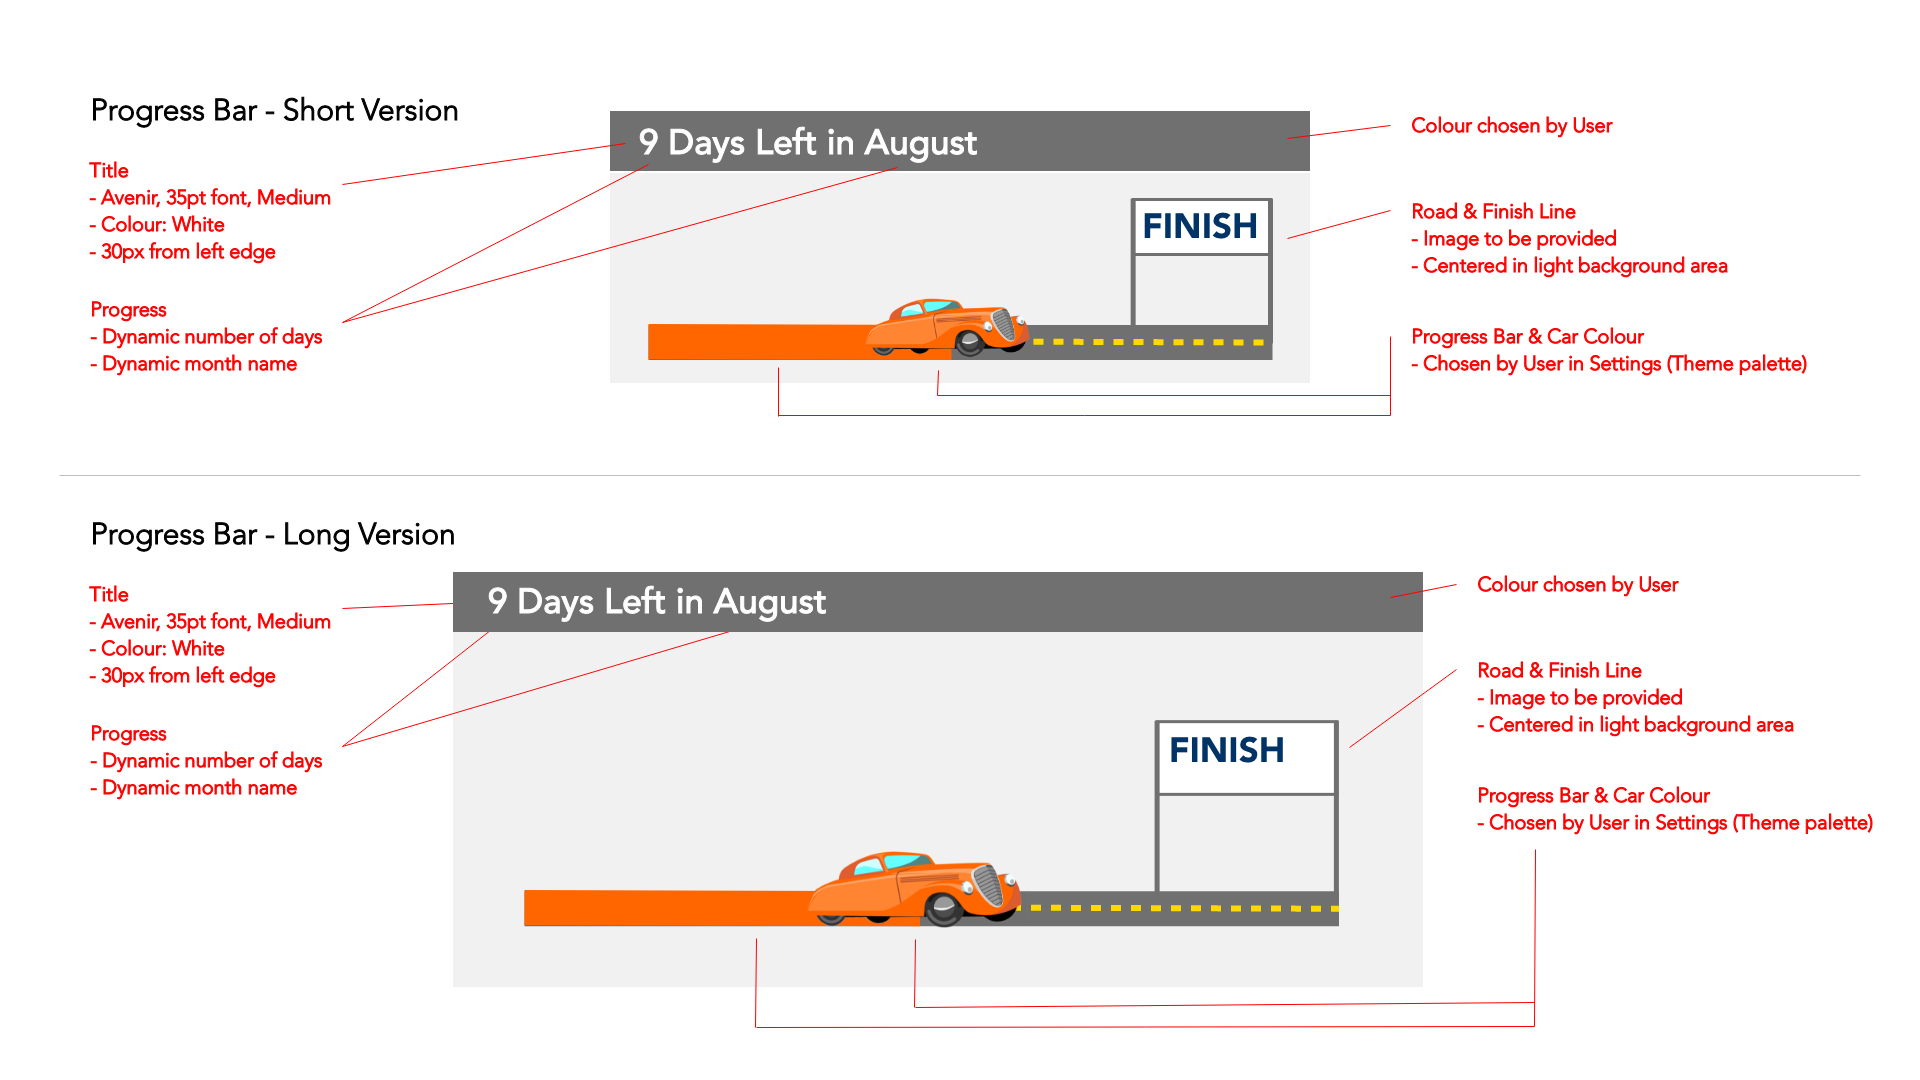 Progress Bar - Short Version
Title
- Avenir, 35pt font, Medium
- Colour: White
- 30px from left edge
Progress
- Dynamic number of days
- Dynamic month name
9 Days Left in August
FINISH
Colour chosen by User
Road & Finish Line
- Image to be provided
- Centered in light background area
Progress Bar & Car Colour
- Chosen by User in Settings (Theme palette)
Progress Bar - Long Version
Title
- Avenir, 35pt font, Medium
- Colour: White
- 30px from left edge
Progress
- Dynamic number of days
- Dynamic month name
9 Days Left in August
FINISH
Colour chosen by User
Road & Finish Line
- Image to be provided
- Centered in light background area
Progress Bar & Car Colour
- Chosen by User in Settings (Theme palette)